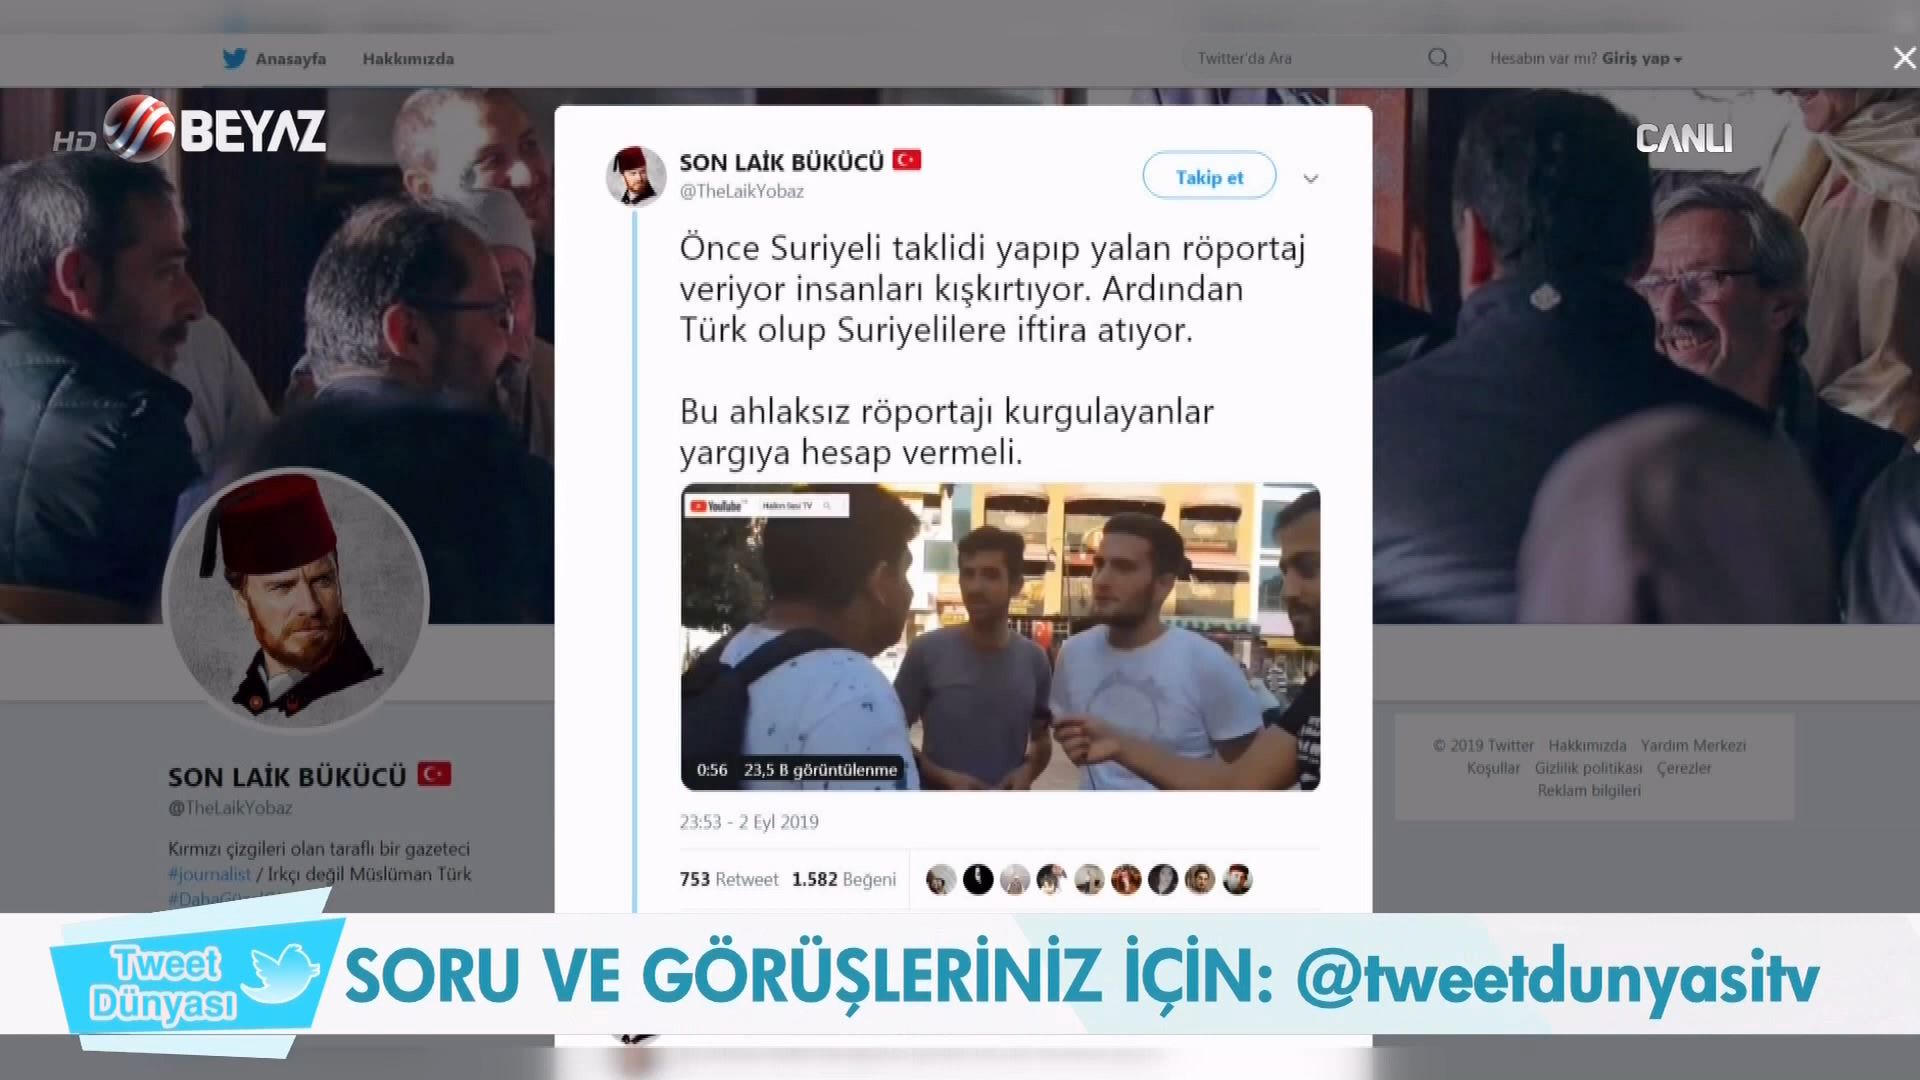 Anasayfa Hakkımızda
Twitter'da Ara
Hesabın var mı? Giriş yap
HD BEYAZ
CANLI
SON LAİK BÜKÜCÜ
@TheLaikYobaz
Takip et
Önce Suriyeli taklidi yapıp yalan röportaj
veriyor insanları kışkırtıyor. Ardından
Türk olup Suriyelilere iftira atıyor.
Bu ahlaksız röportajı kurgulayanlar
yargıya hesap vermeli.
YouTube Halkın Sesi TV
0:56 23,5 B görüntülenme
23:53 - 2 Eyl 2019
753 Retweet 1.582 Beğeni
SON LAİK BÜKÜCÜ
@TheLaikYobaz
Kırmızı çizgileri olan taraflı bir gazeteci
#journalist / Irkçı değil Müslüman Türk
© 2019 Twitter Hakkımızda Yardım Merkezi
Koşullar Gizlilik politikası Çerezler
Reklam bilgileri
Tweet
Dünyası
SORU VE GÖRÜŞLERİNİZ İÇİN: @tweetdunyasitv